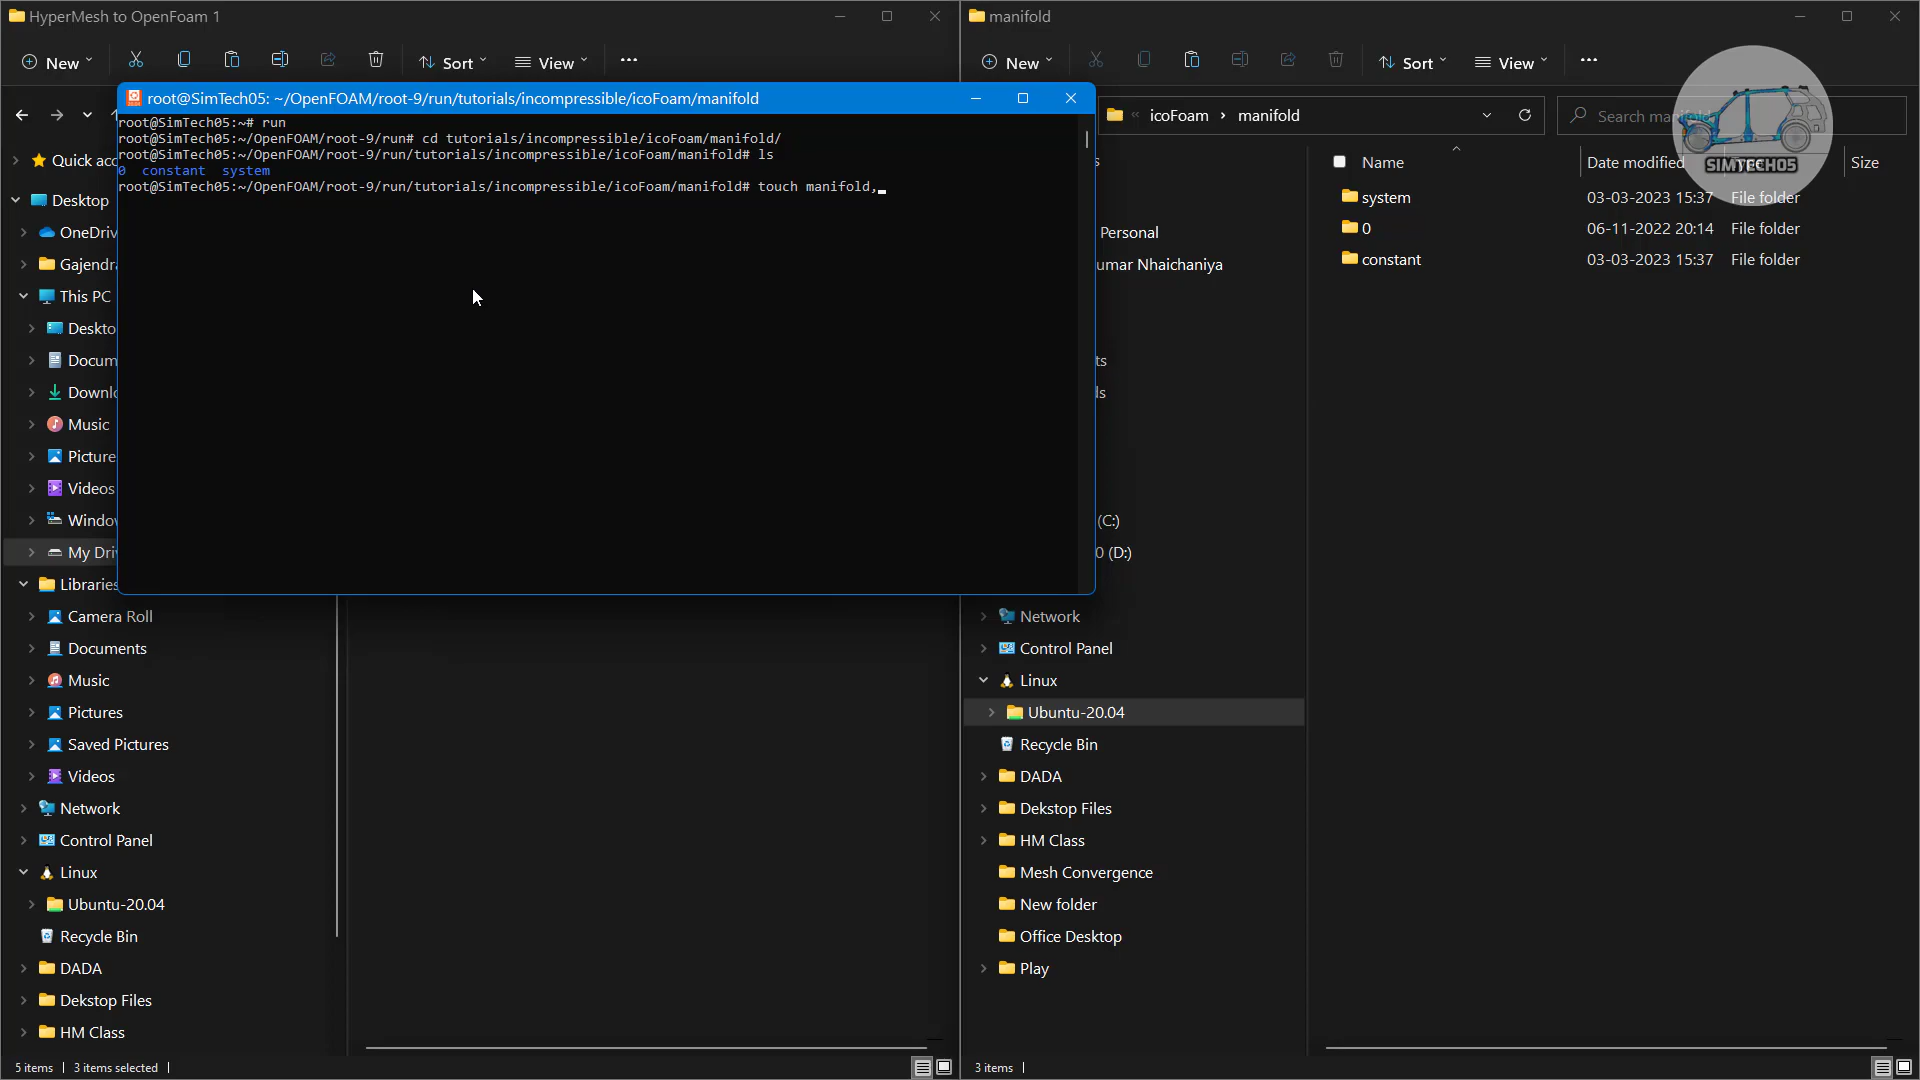 HyperMesh to OpenFoam 1
New
Sort
View
root@SimTech05: ~/OpenFOAM/root-9/run/tutorials/incompressible/icoFoam/manifold
root@SimTech05:~# run
root@SimTech05:~/OpenFOAM/root-9/run# cd tutorials/incompressible/icoFoam/manifold/
root@SimTech05:~/OpenFOAM/root-9/run/tutorials/incompressible/icoFoam/manifold# ls
0 constant system
root@SimTech05:~/OpenFOAM/root-9/run/tutorials/incompressible/icoFoam/manifold# touch manifold,
Quick acc
Desktop
OneDriv
Gajendra
This PC
Deskto
Docum
Downlo
Music
Picture
Videos
Windo
My Dri
Libraries
Camera Roll
Documents
Music
Pictures
Saved Pictures
Videos
Network
Control Panel
Linux
Ubuntu-20.04
Recycle Bin
DADA
Dekstop Files
HM Class
5 items
3 items selected
manifold
New
Sort
View
icoFoam > manifold
Search manifold
SIMTECH05
Name
Date modified
Type
Size
system 03-03-2023 15:37 File folder
0 06-11-2022 20:14 File folder
constant 03-03-2023 15:37 File folder
s
Personal
umar Nhaichaniya
ts
ls
(C:)
0 (D:)
Network
Control Panel
Linux
Ubuntu-20.04
Recycle Bin
DADA
Dekstop Files
HM Class
Mesh Convergence
New folder
Office Desktop
Play
3 items